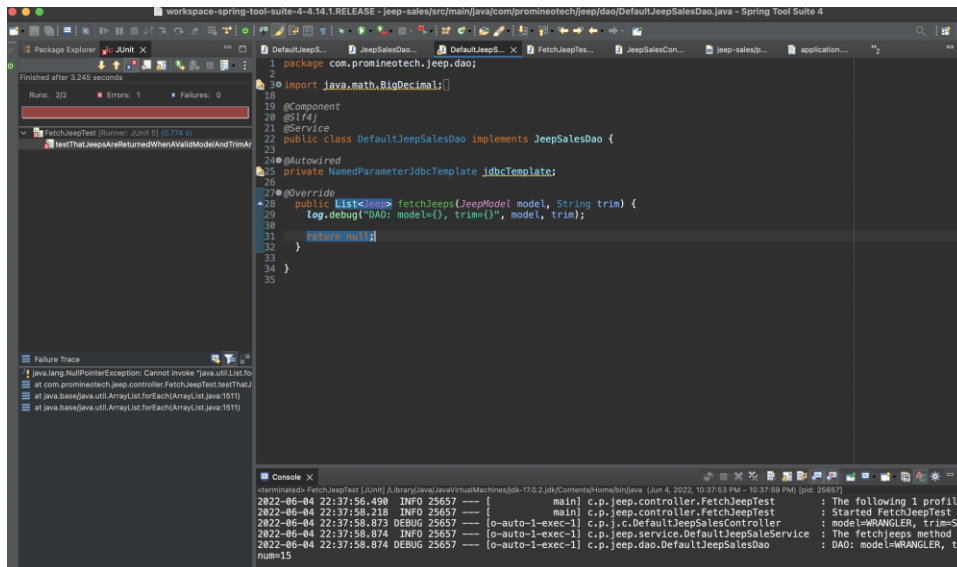 workspace-spring-tool-suite-4-4.14.1.RELEASE - jeep-sales/src/main/java/com/promineotech/jeep/dao/DefaultJeepSalesDao.java - Spring Tool Suite 4
Package Explorer
JUnit
Finished after 3.245 seconds
Runs: 2/2
Errors: 1
Failures: 0
FetchJeepTest [Runner: JUnit 5] (0.774 s)
testThatJeepsAreReturnedWhenAValidModelAndTrimAr
Failure Trace
java.lang.NullPointerException: Cannot invoke "java.util.List.fo
at com.promineotech.jeep.controller.FetchJeepTest.testThatJ
at java.base/java.util.ArrayList.forEach(ArrayList.java:1511)
at java.base/java.util.ArrayList.forEach(ArrayList.java:1511)
DefaultJeepS...
JeepSalesDao...
DefaultJeepS...
FetchJeepTes...
JeepSalesCon...
jeep-sales/p...
application....
1 package com.promineotech.jeep.dao;
2
3 import java.math.BigDecimal;
18
19 @Component
20 @Slf4j
21 @Service
22 public class DefaultJeepSalesDao implements JeepSalesDao {
23
24 @Autowired
25 private NamedParameterJdbcTemplate jdbcTemplate;
26
27 @Override
28 public List<Jeep> fetchJeeps(JeepModel model, String trim) {
29 log.debug("DAO: model={}, trim={}", model, trim);
30
31 return null;
32 }
33
34 }
35
Console
<terminated> FetchJeepTest [JUnit] /Library/Java/JavaVirtualMachines/jdk-17.0.2.jdk/Contents/Home/bin/java (Jun 4, 2022, 10:37:53 PM – 10:37:59 PM) [pid: 25657]
2022-06-04 22:37:56.490 INFO 25657 --- [ main] c.p.jeep.controller.FetchJeepTest : The following 1 profil
2022-06-04 22:37:58.218 INFO 25657 --- [ main] c.p.jeep.controller.FetchJeepTest : Started FetchJeepTest
2022-06-04 22:37:58.873 DEBUG 25657 --- [o-auto-1-exec-1] c.p.j.c.DefaultJeepSalesController : model=WRANGLER, trim=S
2022-06-04 22:37:58.874 INFO 25657 --- [o-auto-1-exec-1] c.p.jeep.service.DefaultJeepSaleService : The fetchjeeps method
2022-06-04 22:37:58.874 DEBUG 25657 --- [o-auto-1-exec-1] c.p.jeep.dao.DefaultJeepSalesDao : DAO: model=WRANGLER, t
num=15